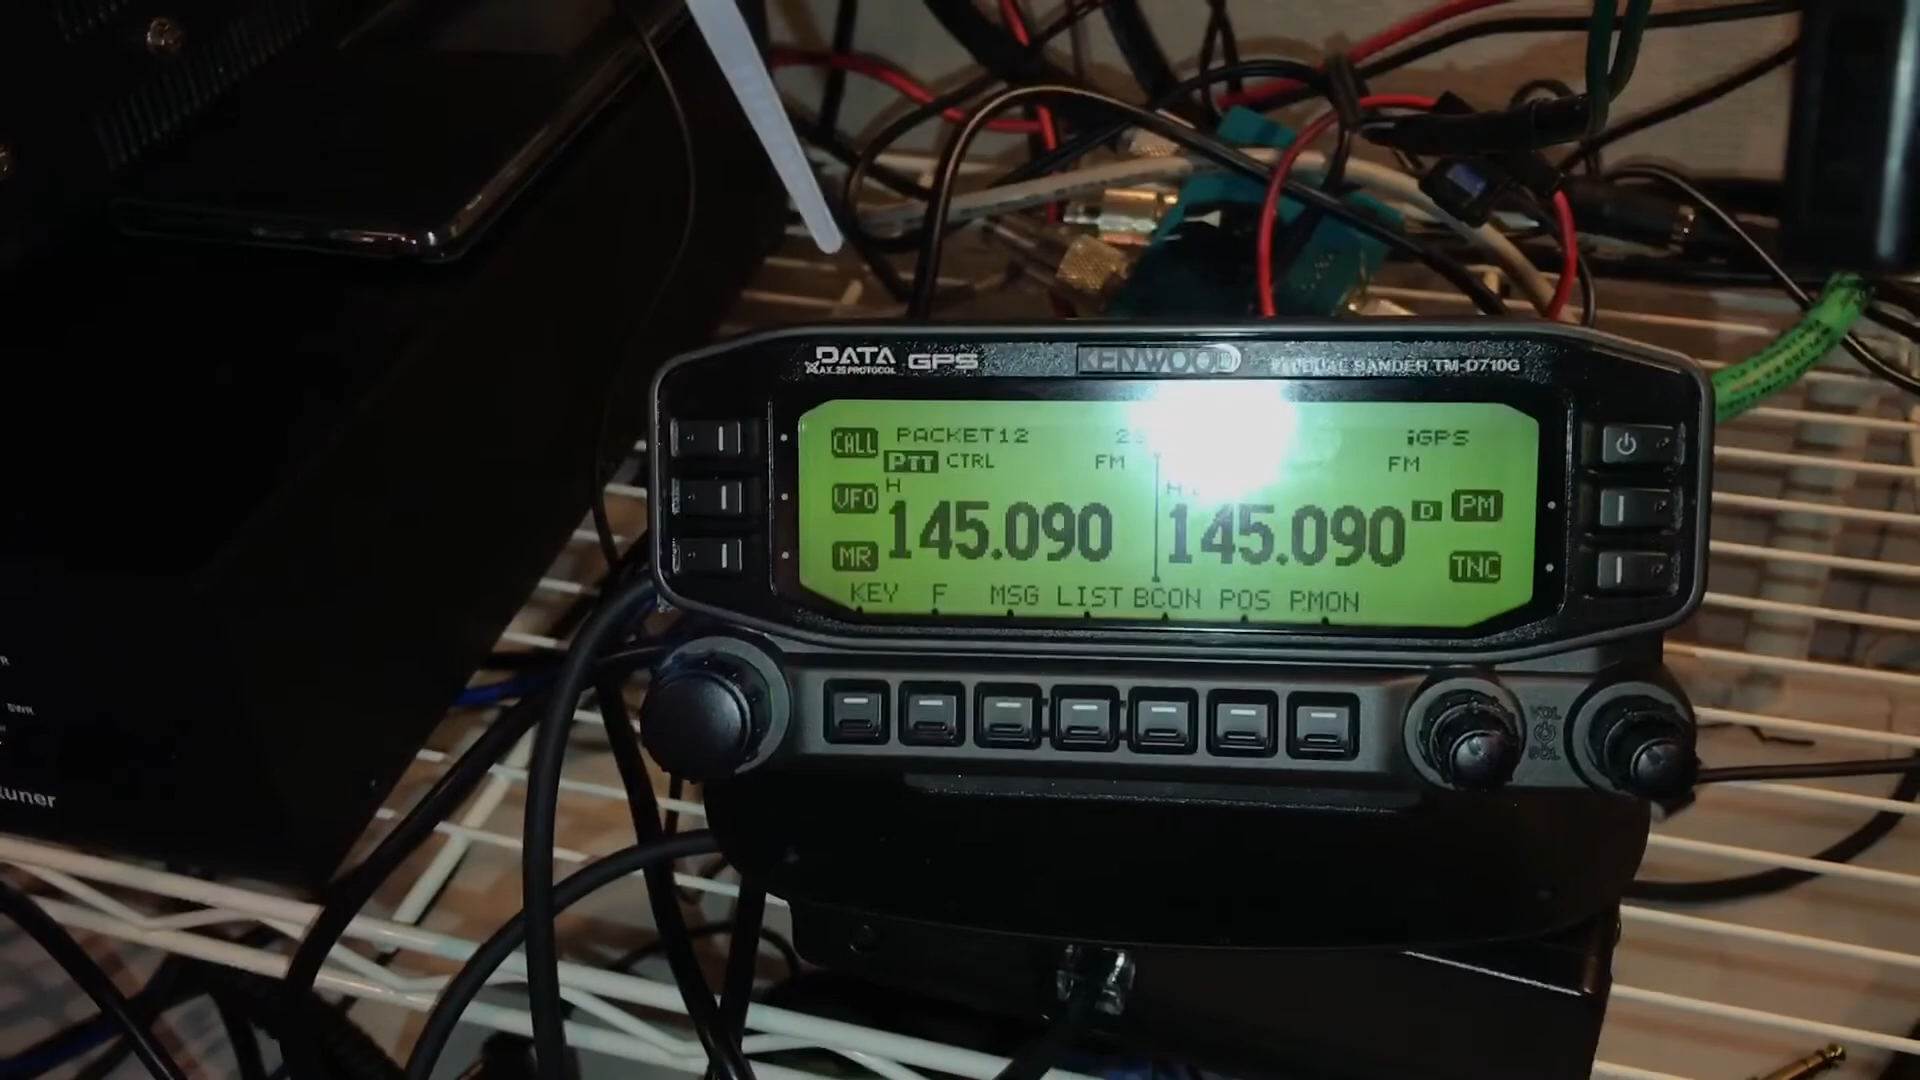 DATA GPS KENWOOD DUAL BANDER TM-D710G
AX.25 PROTOCOL
CALL PACKET12 iGPS
PTT CTRL FM FM
VFO H H
145.090 145.090 D PM
MR TNC
KEY F MSG LIST BCON POS PMON
VOL
SQL
SWR
tuner